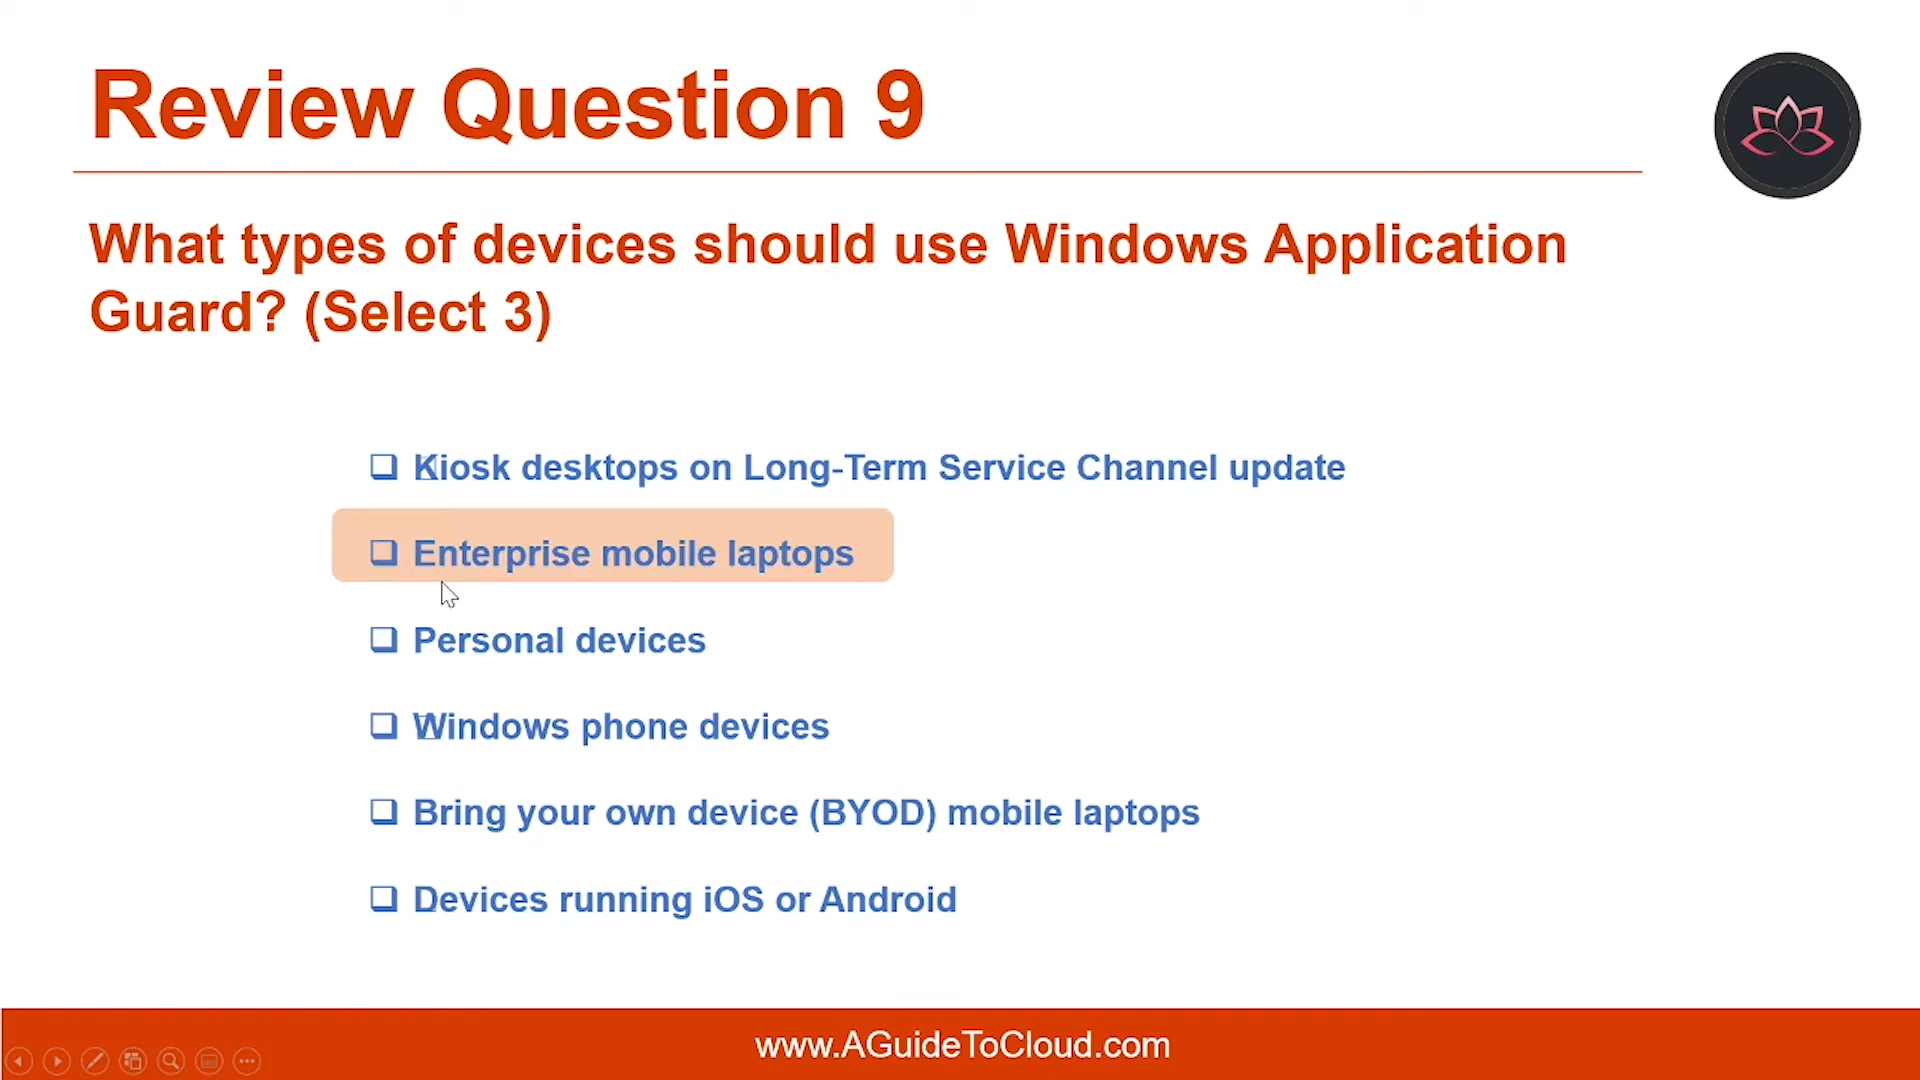 Review Question 9
What types of devices should use Windows Application
Guard? (Select 3)
Kiosk desktops on Long-Term Service Channel update
Enterprise mobile laptops
Personal devices
Windows phone devices
Bring your own device (BYOD) mobile laptops
Devices running iOS or Android
www.AGuideToCloud.com